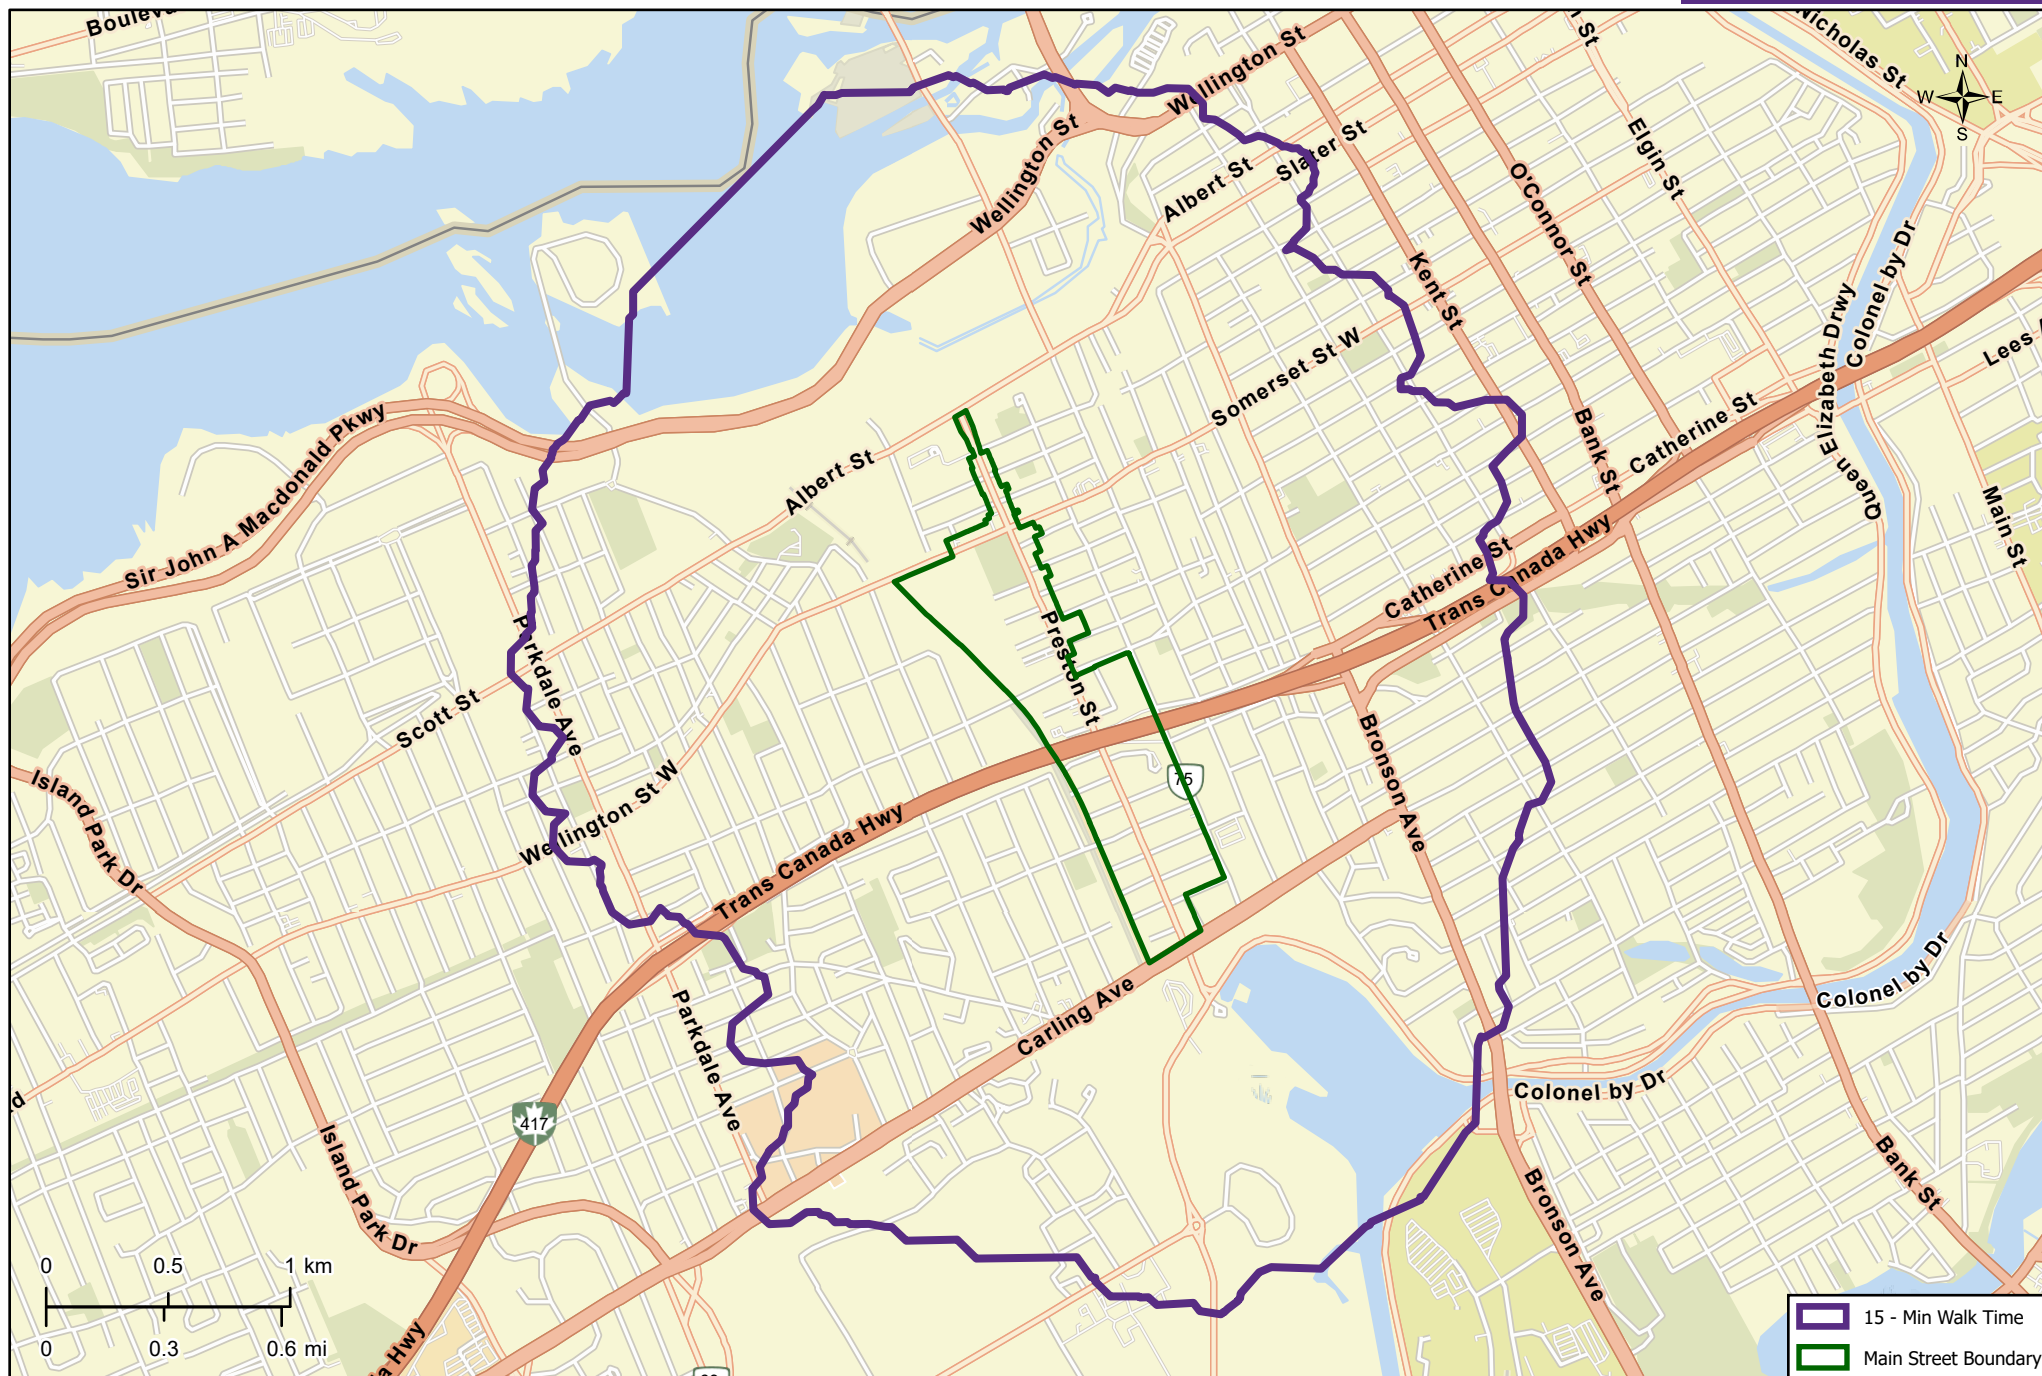 Nicholas St
Wellington St
N
W E
S
Elgin St
Wellington St
Slater St
Albert St
O'Connor St
Kent St
Colonel by Dr
Queen Elizabeth Drwy
Colonel by Dr
Lees
Somerset St W
Sir John A Macdonald Pkwy
Albert St
Bank St
Catherine St
Main St
Catherine St
Trans Canada Hwy
Parkdale Ave
Preston St
Scott St
Island Park Dr
Wellington St W
75
Bronson Ave
Trans Canada Hwy
Carling Ave
Colonel by Dr
Parkdale Ave
Colonel by Dr
417
Island Park Dr
Bank St
Bronson Ave
0 0.5 1 km
0 0.3 0.6 mi
15 - Min Walk Time
Main Street Boundary